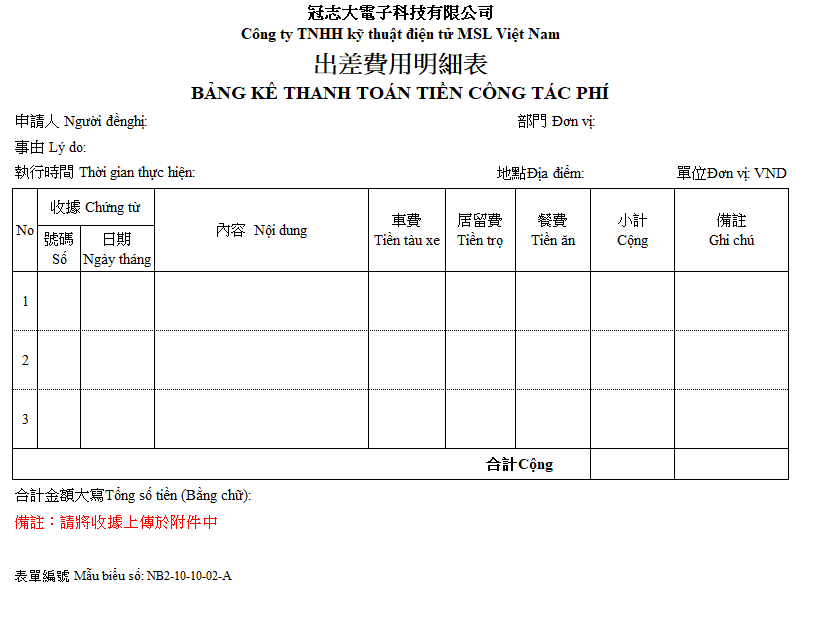 冠志大電子科技有限公司
Công ty TNHH kỹ thuật điện tử MSL Việt Nam
出差費用明細表
BẢNG KÊ THANH TOÁN TIỀN CÔNG TÁC PHÍ
申請人 Người đềnghị: 部門 Đơn vị:
事由 Lý do:
執行時間 Thời gian thực hiện: 地點Địa điểm: 單位Đơn vị: VND
No 收據 Chứng từ 內容 Nội dung 車費 居留費 餐費 小計 備註
Tiền tàu xe Tiền trọ Tiền ăn Cộng Ghi chú
號碼 日期
Số Ngày tháng
1
2
3
合計Cộng
合計金額大寫Tổng số tiền (Bằng chữ):
備註：請將收據上傳於附件中
表單編號 Mẫu biểu số: NB2-10-10-02-A